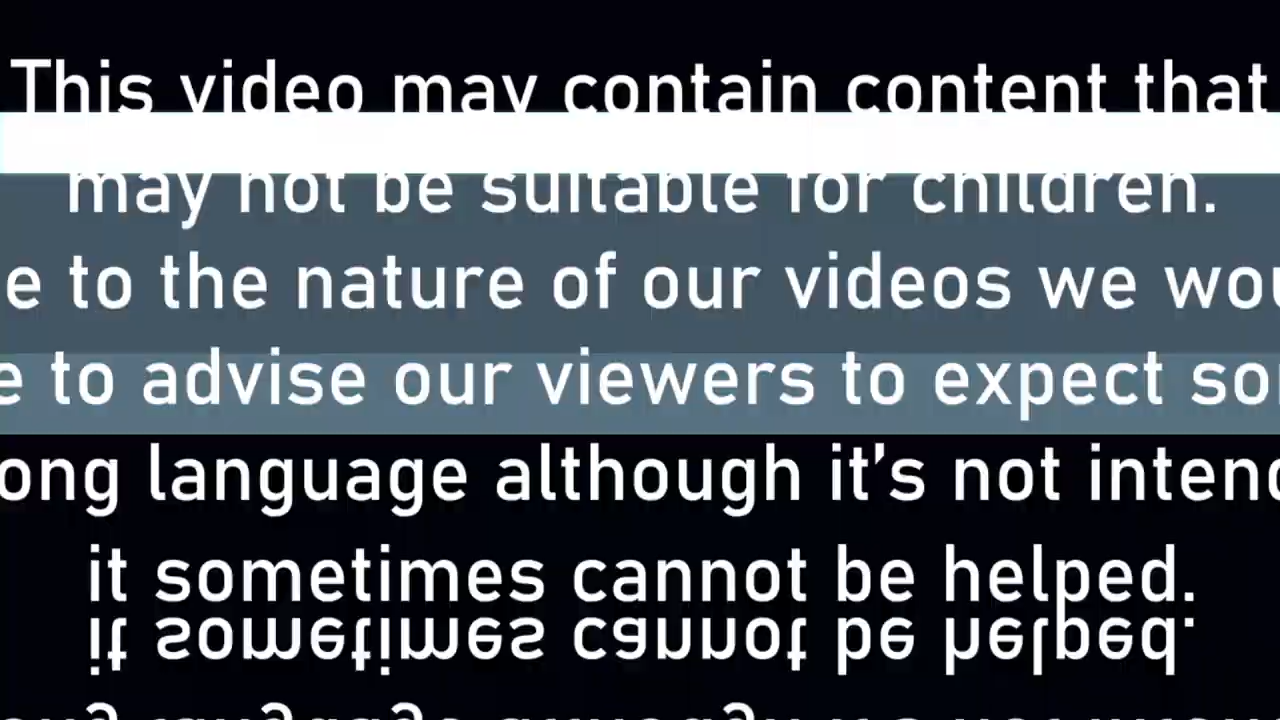 This video may contain content that
may not be suitable for children.
e to the nature of our videos we wou
e to advise our viewers to expect so
ong language although it's not intend
it sometimes cannot be helped.
it sometimes cannot be helped.